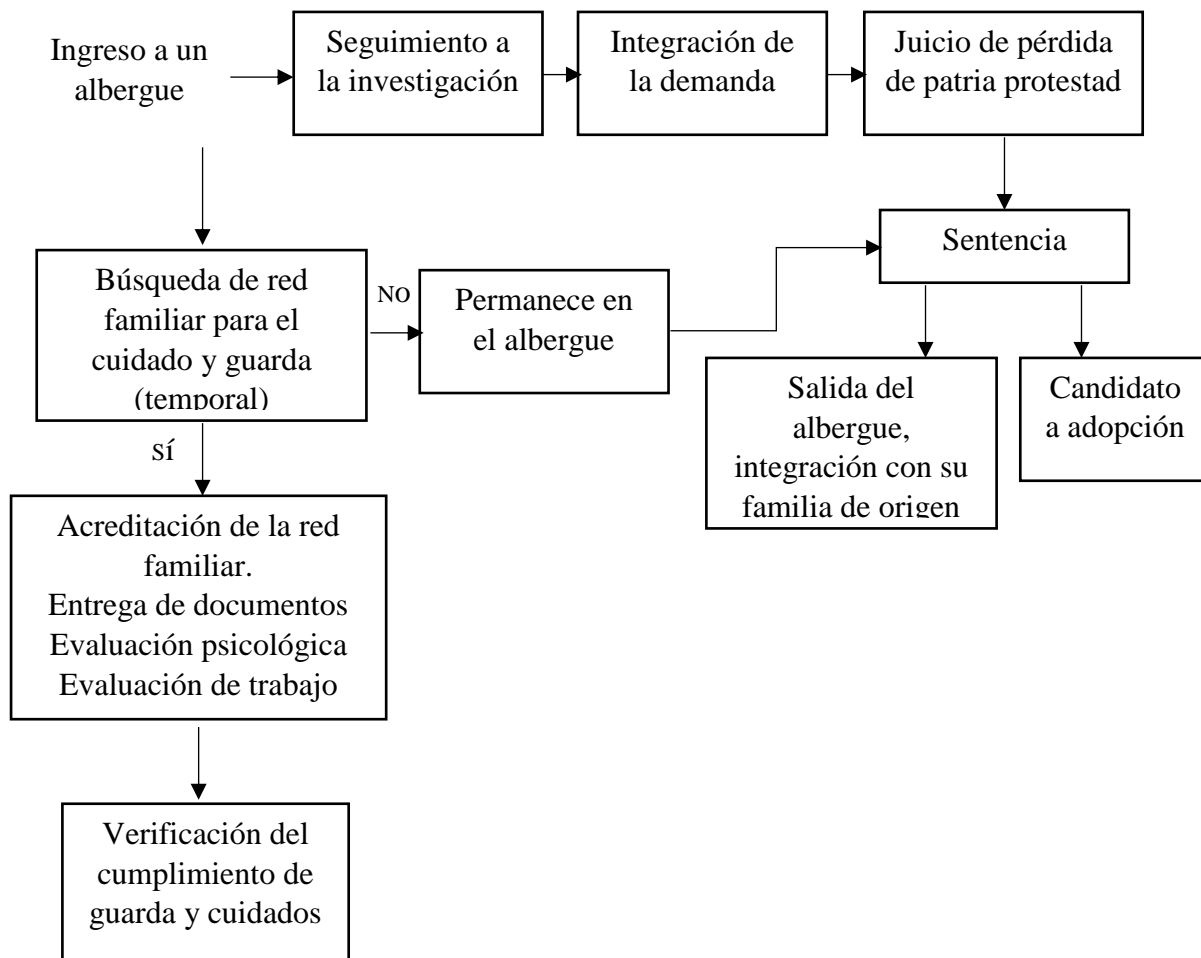 Ingreso a un
albergue
Seguimiento a
la investigación
Integración de
la demanda
Juicio de pérdida
de patria protestad
Sentencia
Búsqueda de red
familiar para el
cuidado y guarda
(temporal)
NO
Permanece en
el albergue
Salida del
albergue,
integración con su
familia de origen
Candidato
a adopción
sí
Acreditación de la red
familiar.
Entrega de documentos
Evaluación psicológica
Evaluación de trabajo
Verificación del
cumplimiento de
guarda y cuidados